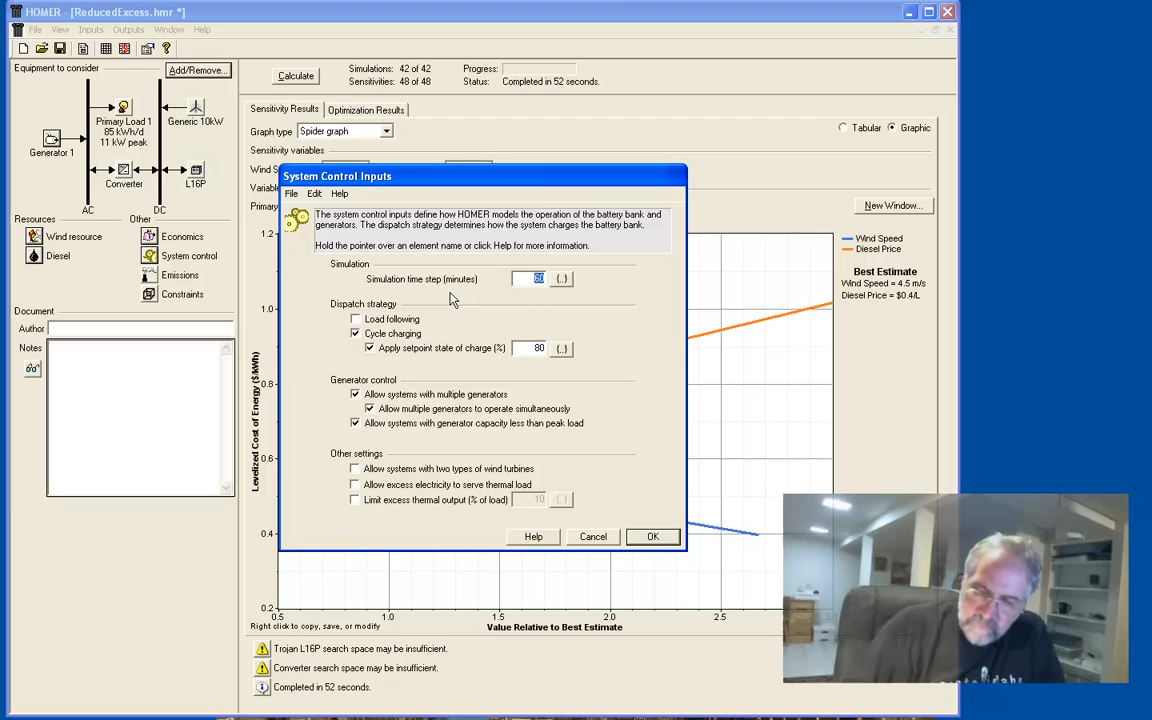 HOMER - [ReducedExcess.hmr *]
File View Inputs Outputs Window Help
Equipment to consider
Add/Remove...
Primary Load 1
85 kWh/d
11 kW peak
Generic 10kW
Generator 1
Converter
L16P
AC
DC
Resources
Other
Wind resource
Economics
Diesel
System control
Emissions
Constraints
Document
Author
Notes
Calculate
Simulations: 42 of 42
Progress:
Sensitivities: 48 of 48
Status: Completed in 52 seconds.
Sensitivity Results
Optimization Results
Graph type
Spider graph
Tabular
Graphic
Sensitivity variables
Wind S
Variab
Primary
New Window...
System Control Inputs
File Edit Help
The system control inputs define how HOMER models the operation of the battery bank and
generators. The dispatch strategy determines how the system charges the battery bank.
Hold the pointer over an element name or click Help for more information.
Simulation
Simulation time step (minutes)
60
{..}
Dispatch strategy
Load following
Cycle charging
Apply setpoint state of charge (%)
80
{..}
Generator control
Allow systems with multiple generators
Allow multiple generators to operate simultaneously
Allow systems with generator capacity less than peak load
Other settings
Allow systems with two types of wind turbines
Allow excess electricity to serve thermal load
Limit excess thermal output (% of load)
10
{..}
Help
Cancel
OK
Wind Speed
Diesel Price
Best Estimate
Wind Speed = 4.5 m/s
Diesel Price = $0.4/L
Levelized Cost of Energy ($/kWh)
1.2
1.0
0.8
0.6
0.4
0.2
0.5
1.0
1.5
2.0
2.5
3.0
Value Relative to Best Estimate
Right click to copy, save, or modify
Trojan L16P search space may be insufficient.
Converter search space may be insufficient.
Completed in 52 seconds.